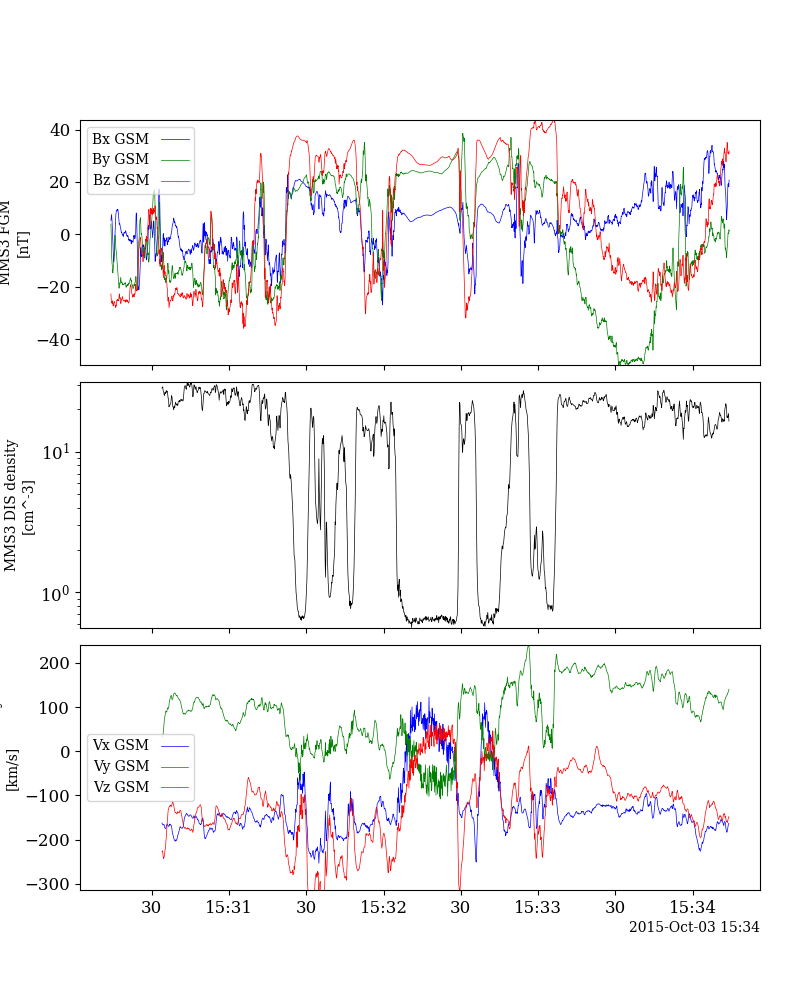 40
20
0
−20
−40
MMS3 FGM
[nT]
Bx GSM
By GSM
Bz GSM
10^1
10^0
MMS3 DIS density
[cm^-3]
200
100
0
−100
−200
−300
[km/s]
Vx GSM
Vy GSM
Vz GSM
30 15:31 30 15:32 30 15:33 30 15:34
2015-Oct-03 15:34